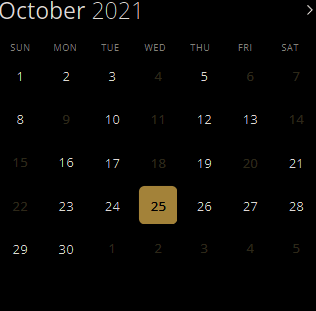 October 2021
SUN MON TUE WED THU FRI SAT
1 2 3 4 5 6 7
8 9 10 11 12 13 14
15 16 17 18 19 20 21
22 23 24 25 26 27 28
29 30 1 2 3 4 5